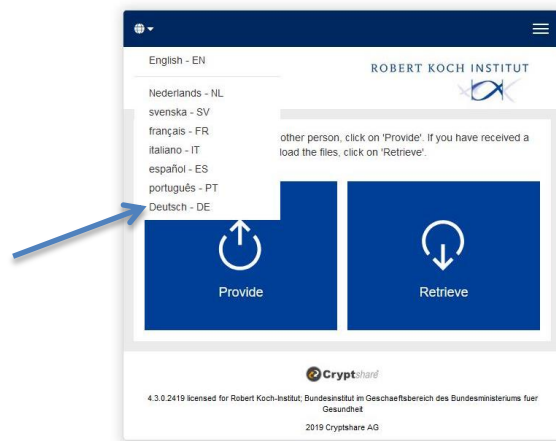 English - EN
ROBERT KOCH INSTITUT
Nederlands - NL
svenska - SV
français - FR
italiano - IT
español - ES
português - PT
Deutsch - DE
other person, click on 'Provide'. If you have received a
load the files, click on 'Retrieve'.
Provide
Retrieve
Cryptshare
4.3.0.2419 licensed for Robert Koch-Institut; Bundesinstitut im Geschaeftsbereich des Bundesministeriums fuer
Gesundheit
2019 Cryptshare AG